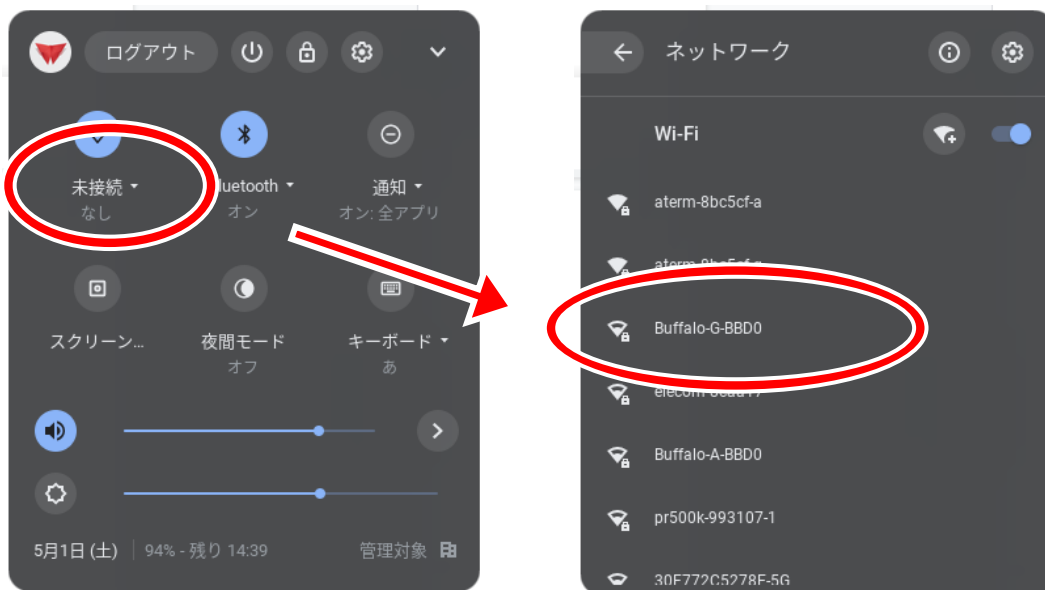 ログアウト
未接続
なし
luetooth
オン
通知
オン: 全アプリ
スクリーン...
夜間モード
オフ
キーボード
あ
5月1日 (土)
94% - 残り 14:39
管理対象
ネットワーク
Wi-Fi
aterm-8bc5cf-a
Buffalo-G-BBD0
Buffalo-A-BBD0
pr500k-993107-1
30F772C5278F-5G